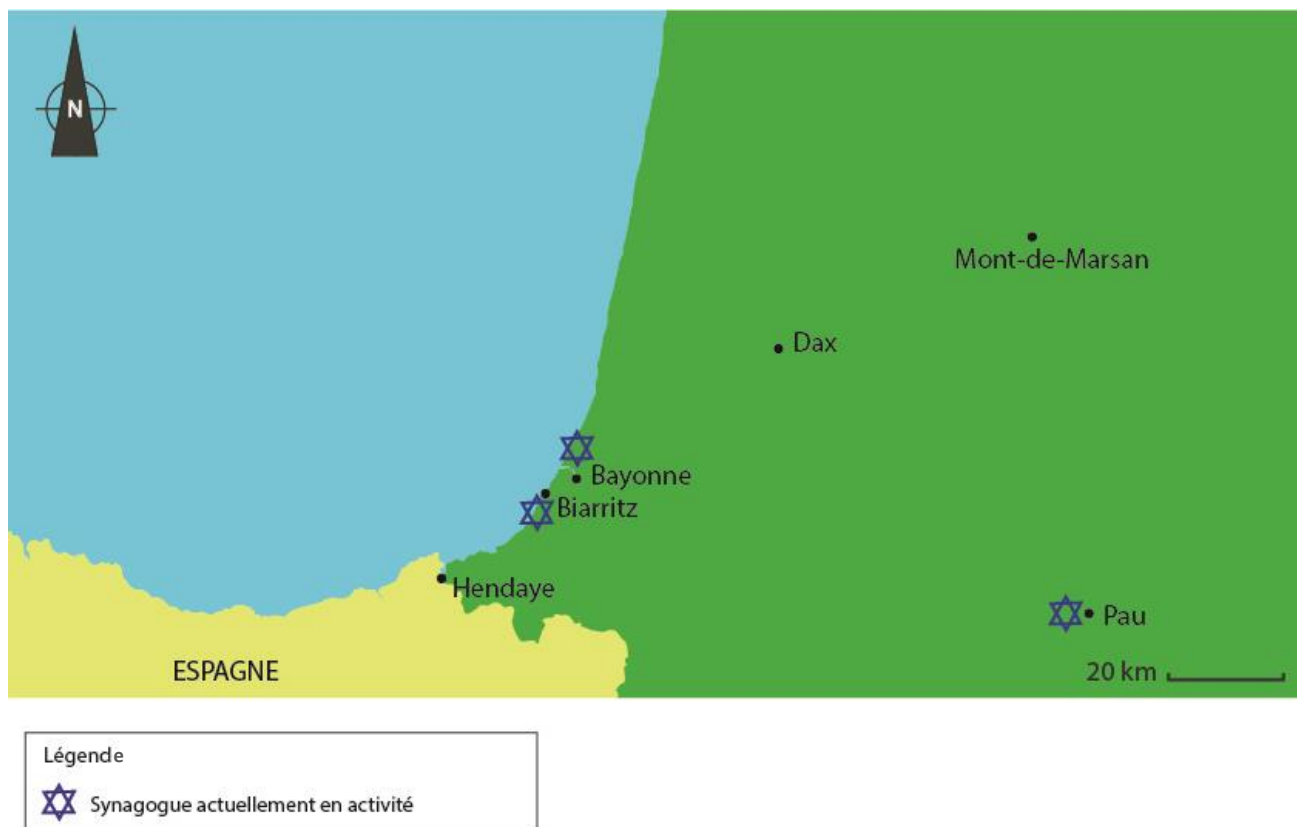 N
Mont-de-Marsan
Dax
Bayonne
Biarritz
Hendaye
Pau
ESPAGNE
20 km
Légende
Synagogue actuellement en activité